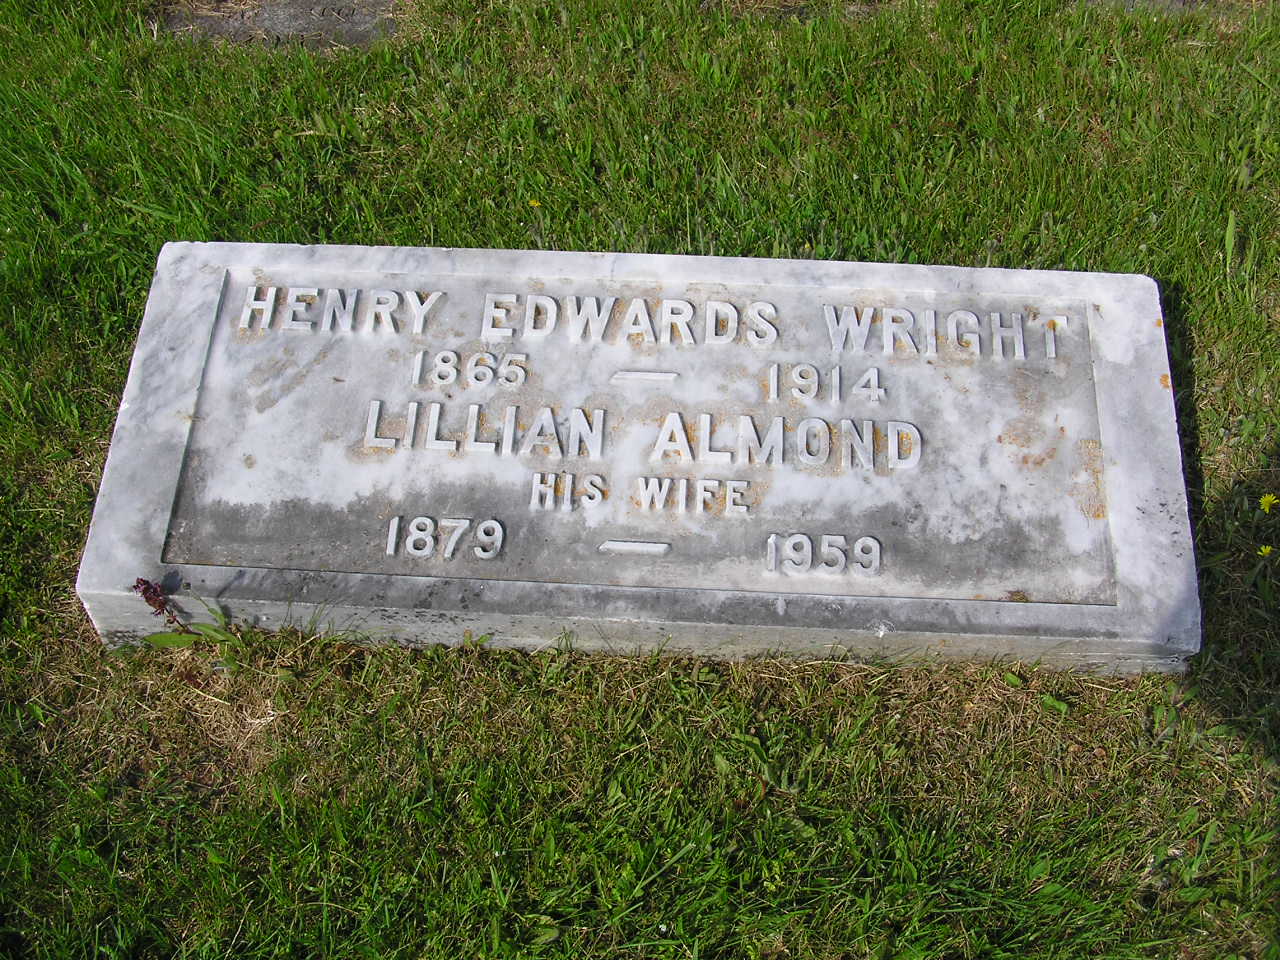 HENRY EDWARDS WRIGHT
1865 — 1914
LILLIAN ALMOND
HIS WIFE
1879 — 1959